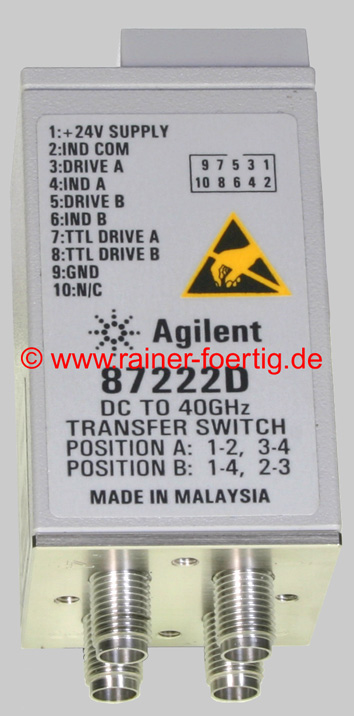 1:+24V SUPPLY
2:IND COM
3:DRIVE A
4:IND A
5:DRIVE B
6:IND B
7:TTL DRIVE A
8:TTL DRIVE B
9:GND
10:N/C
9 7 5 3 1
10 8 6 4 2
Agilent
© www.rainer-foertig.de
87222D
DC TO 40GHz
TRANSFER SWITCH
POSITION A: 1-2, 3-4
POSITION B: 1-4, 2-3
MADE IN MALAYSIA